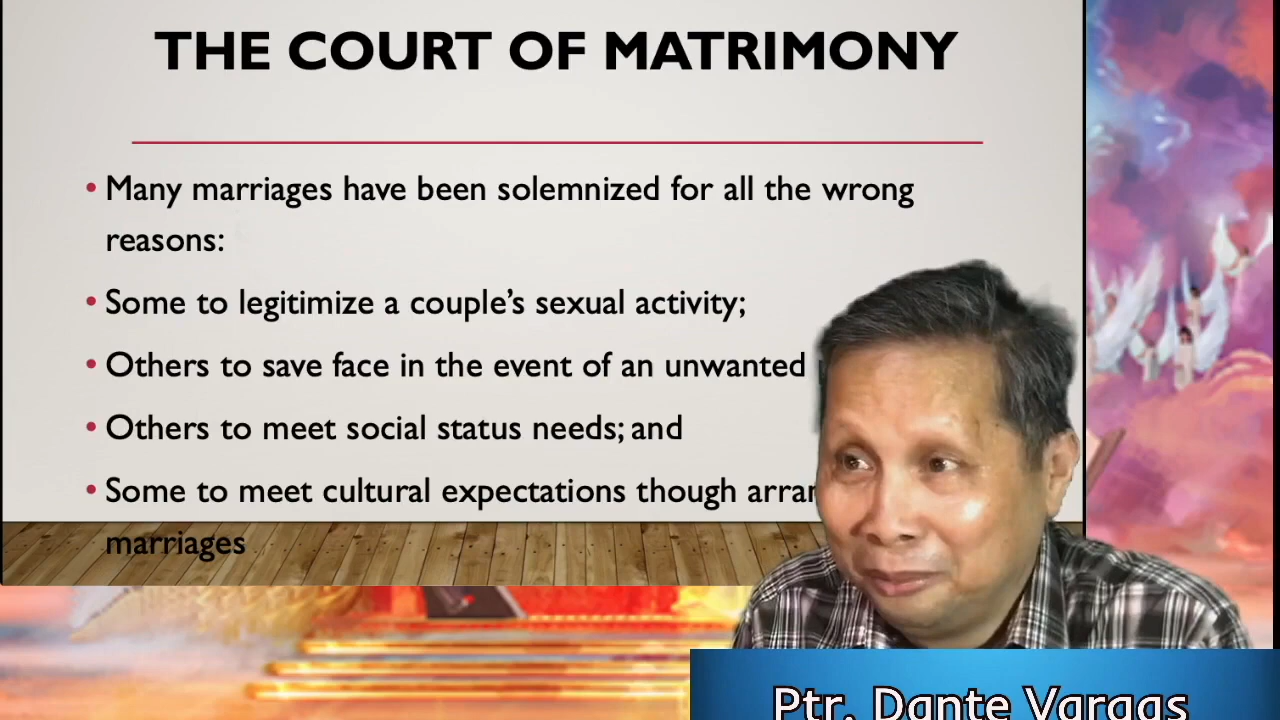 THE COURT OF MATRIMONY
• Many marriages have been solemnized for all the wrong
reasons:
• Some to legitimize a couple's sexual activity;
• Others to save face in the event of an unwanted
• Others to meet social status needs; and
• Some to meet cultural expectations though
marriages
Ptr. Dante Vargas